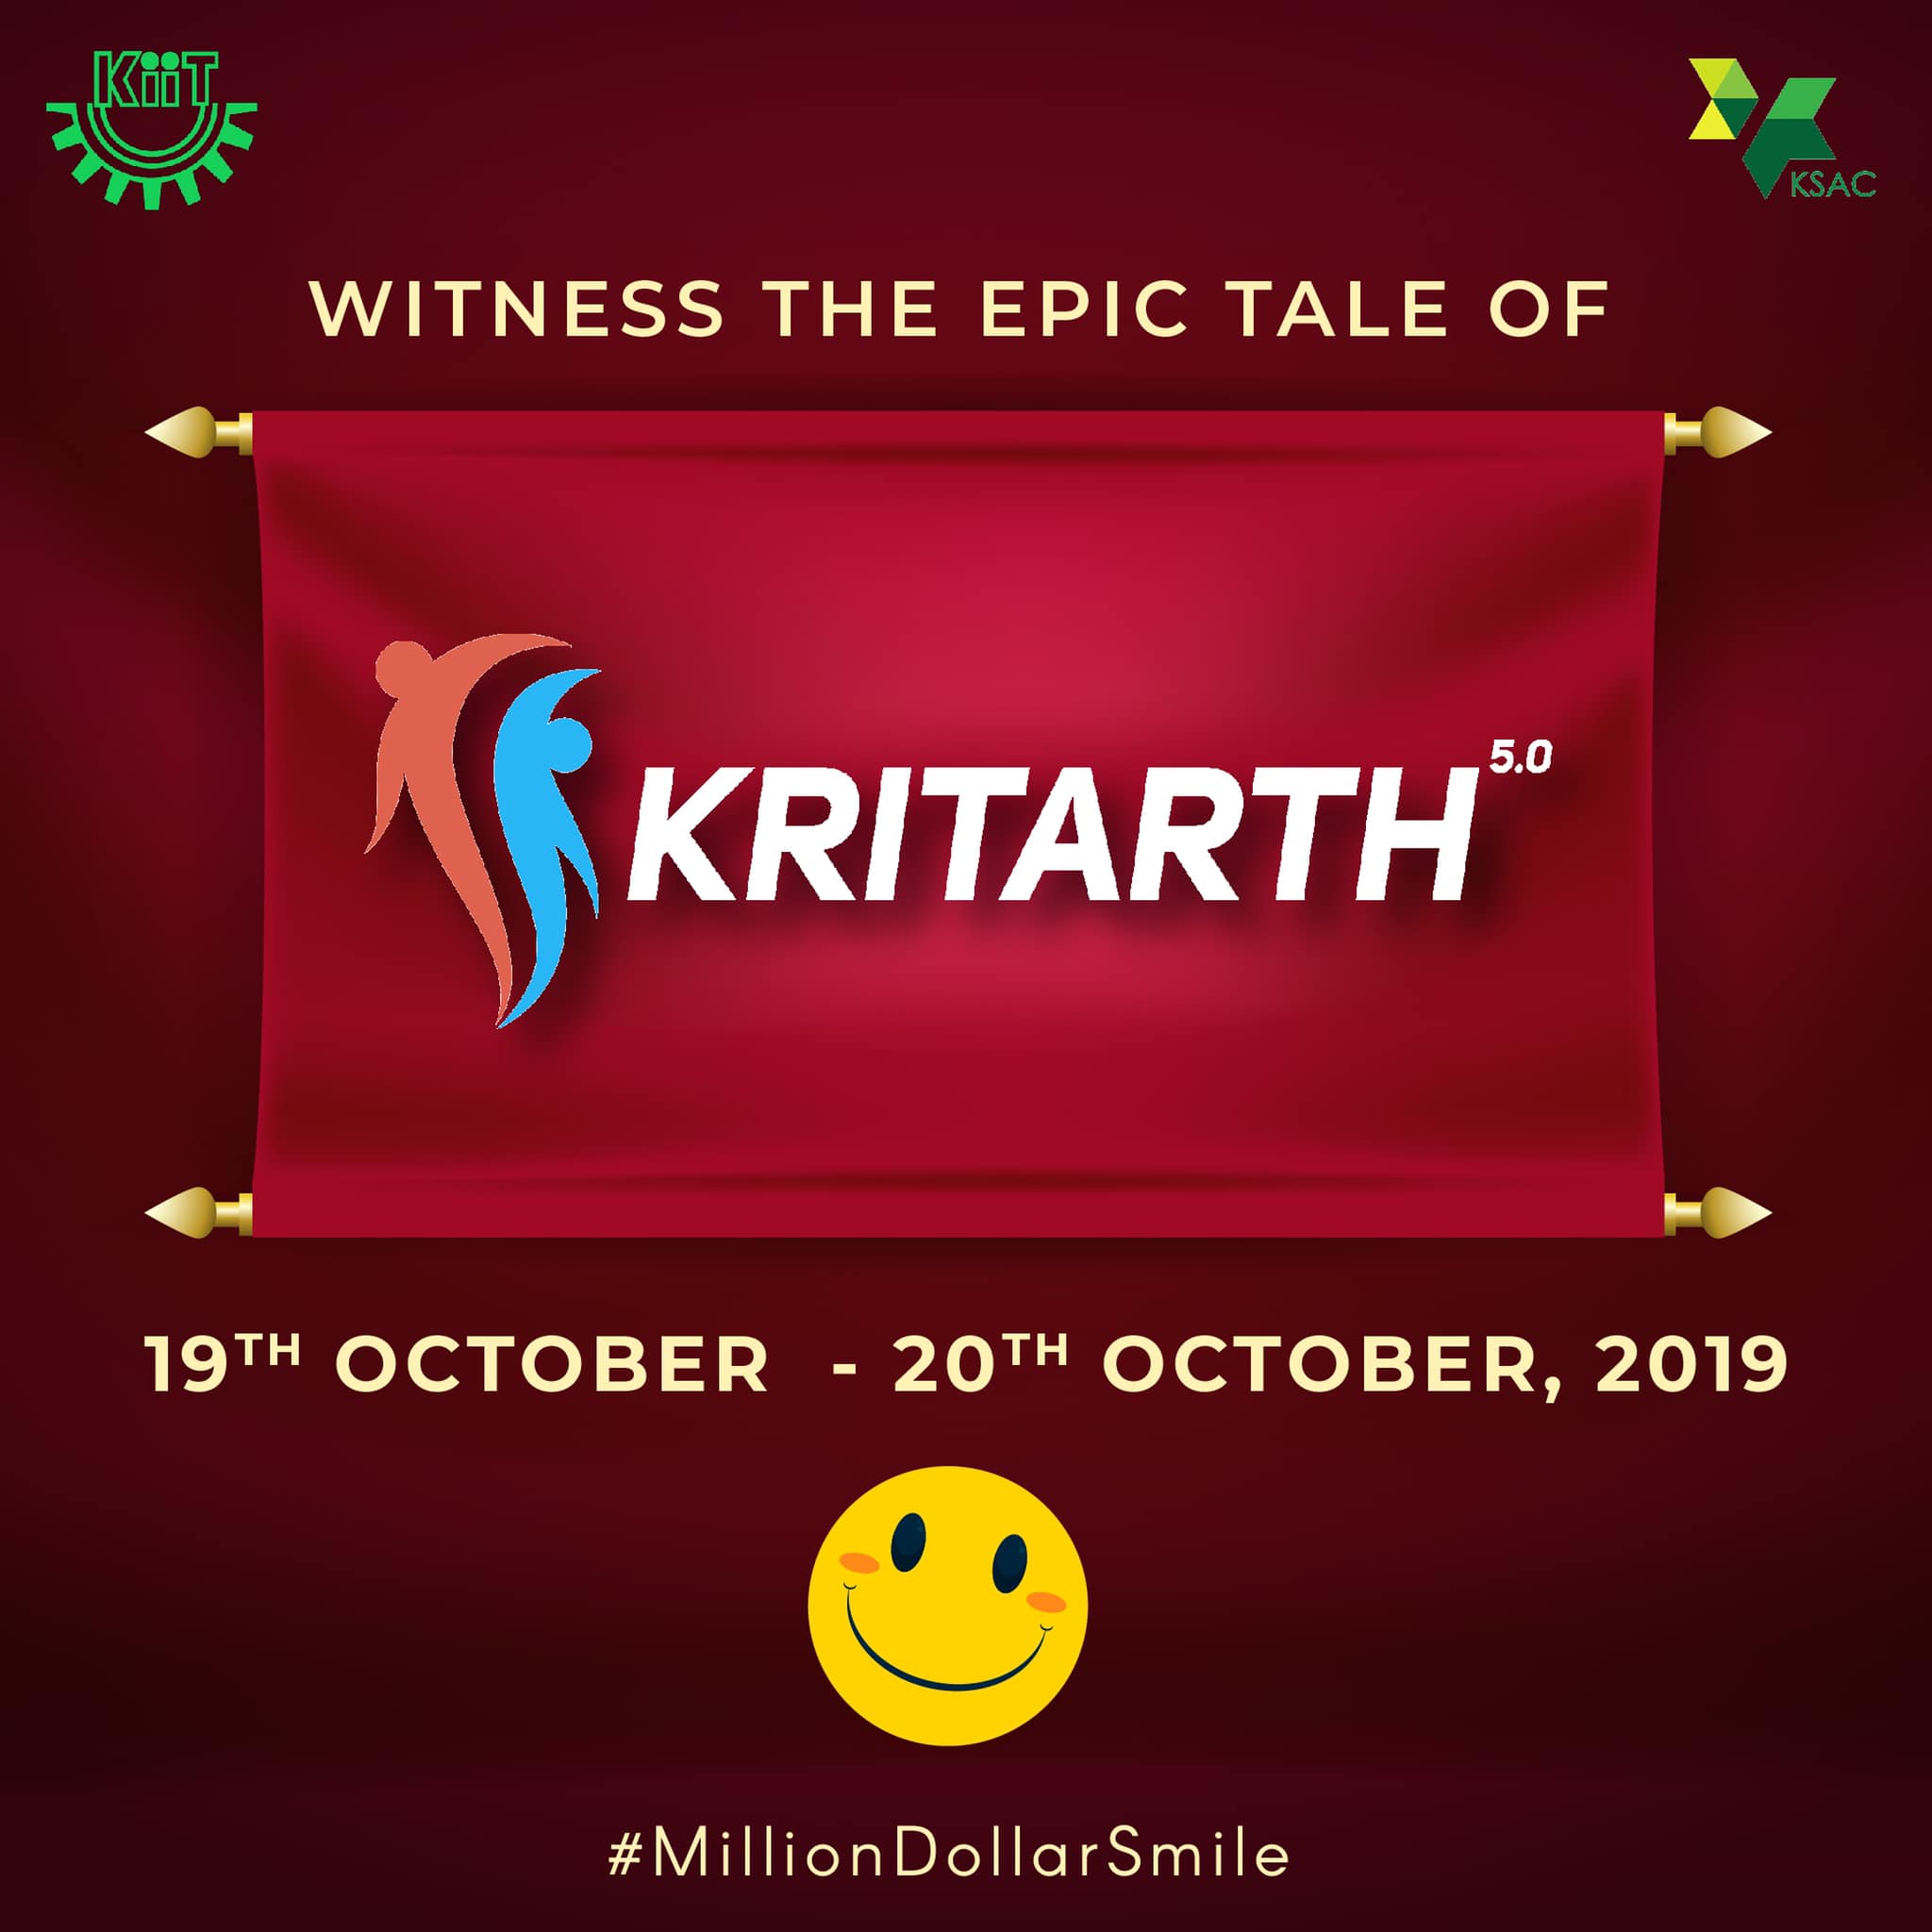 KiiT
KSAC
WITNESS THE EPIC TALE OF
KRITARTH 5.0
19TH OCTOBER - 20TH OCTOBER, 2019
#MillionDollarSmile